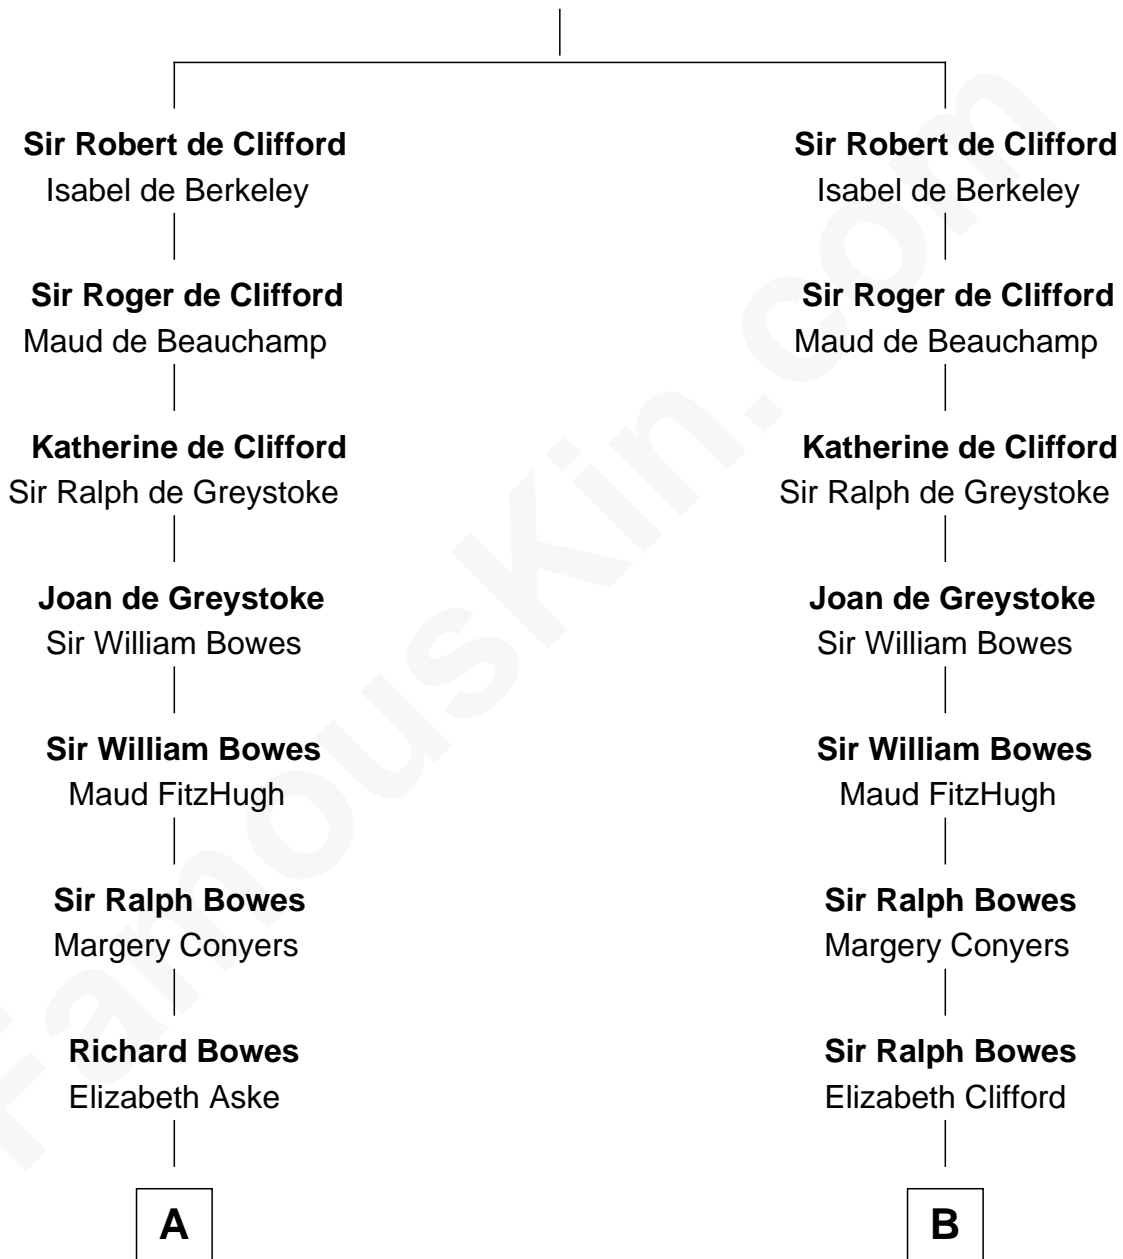 Sir Robert de Clifford
Isabel de Berkeley
Sir Roger de Clifford
Maud de Beauchamp
Katherine de Clifford
Sir Ralph de Greystoke
Joan de Greystoke
Sir William Bowes
Sir William Bowes
Maud FitzHugh
Sir Ralph Bowes
Margery Conyers
Richard Bowes
Elizabeth Aske
A
Sir Robert de Clifford
Isabel de Berkeley
Sir Roger de Clifford
Maud de Beauchamp
Katherine de Clifford
Sir Ralph de Greystoke
Joan de Greystoke
Sir William Bowes
Sir William Bowes
Maud FitzHugh
Sir Ralph Bowes
Margery Conyers
Sir Ralph Bowes
Elizabeth Clifford
B
FamousKin.com